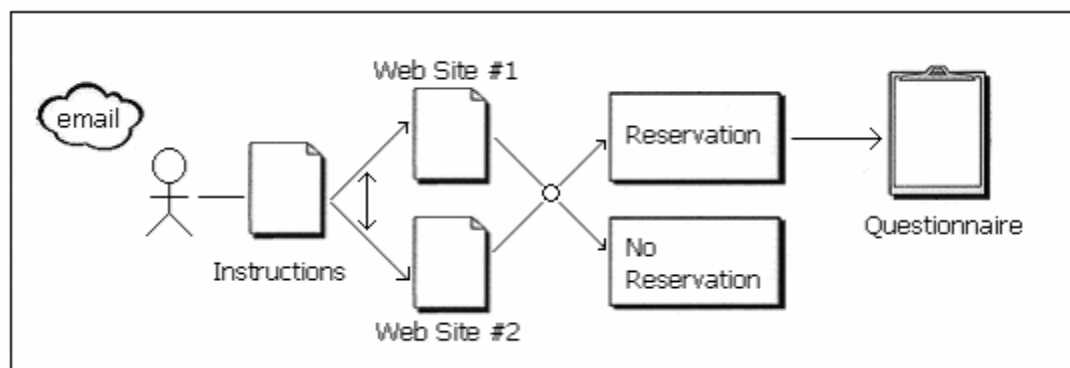 email
Instructions
Web Site #1
Web Site #2
Reservation
No
Reservation
Questionnaire